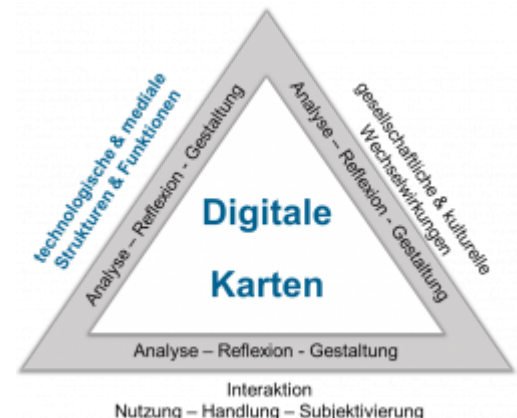 technologische & mediale
Strukturen & Funktionen
Analyse – Reflexion - Gestaltung
Analyse – Reflexion - Gestaltung
gesellschaftliche & kulturelle
Wechselwirkungen
Digitale
Karten
Analyse – Reflexion - Gestaltung
Interaktion
Nutzung – Handlung – Subjektivierung